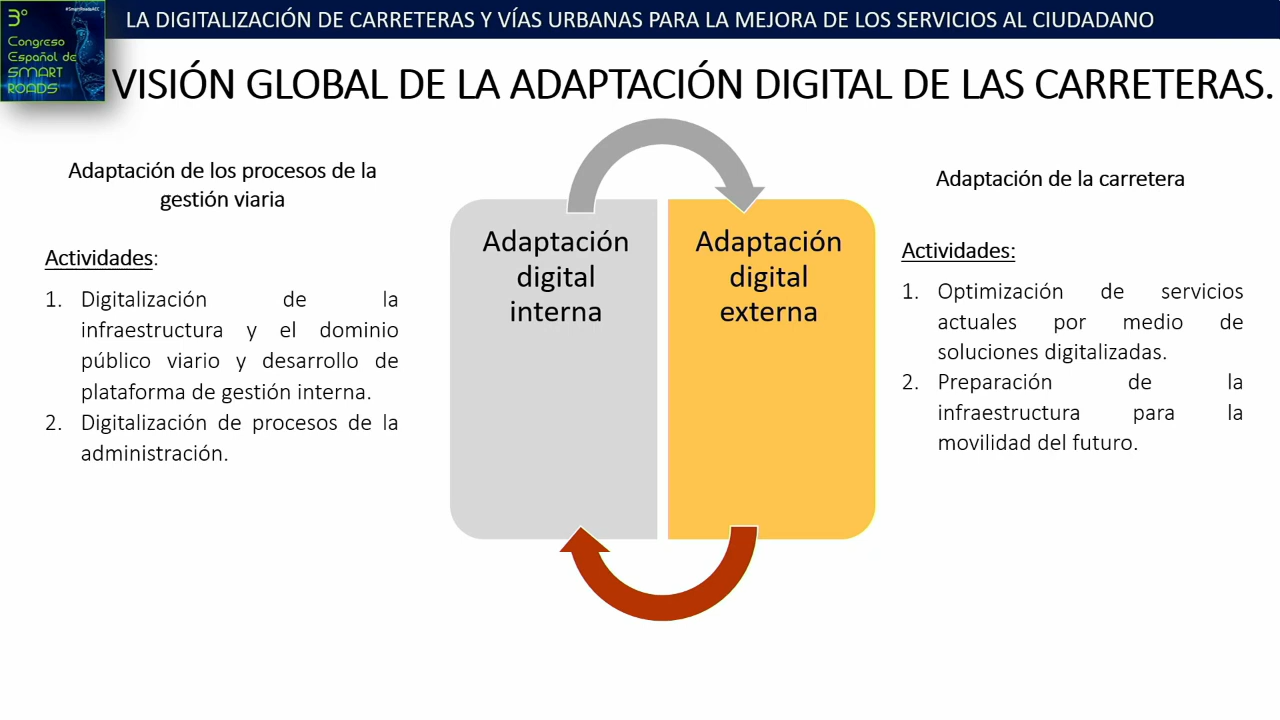 3º
Congreso
Español de
SMART
ROADS
#SmartRoadsAEC
LA DIGITALIZACIÓN DE CARRETERAS Y VÍAS URBANAS PARA LA MEJORA DE LOS SERVICIOS AL CIUDADANO
VISIÓN GLOBAL DE LA ADAPTACIÓN DIGITAL DE LAS CARRETERAS.
Adaptación de los procesos de la
gestión viaria
Actividades:
1. Digitalización de la
infraestructura y el dominio
público viario y desarrollo de
plataforma de gestión interna.
2. Digitalización de procesos de la
administración.
Adaptación
digital
interna
Adaptación
digital
externa
Adaptación de la carretera
Actividades:
1. Optimización de servicios
actuales por medio de
soluciones digitalizadas.
2. Preparación de la
infraestructura para la
movilidad del futuro.